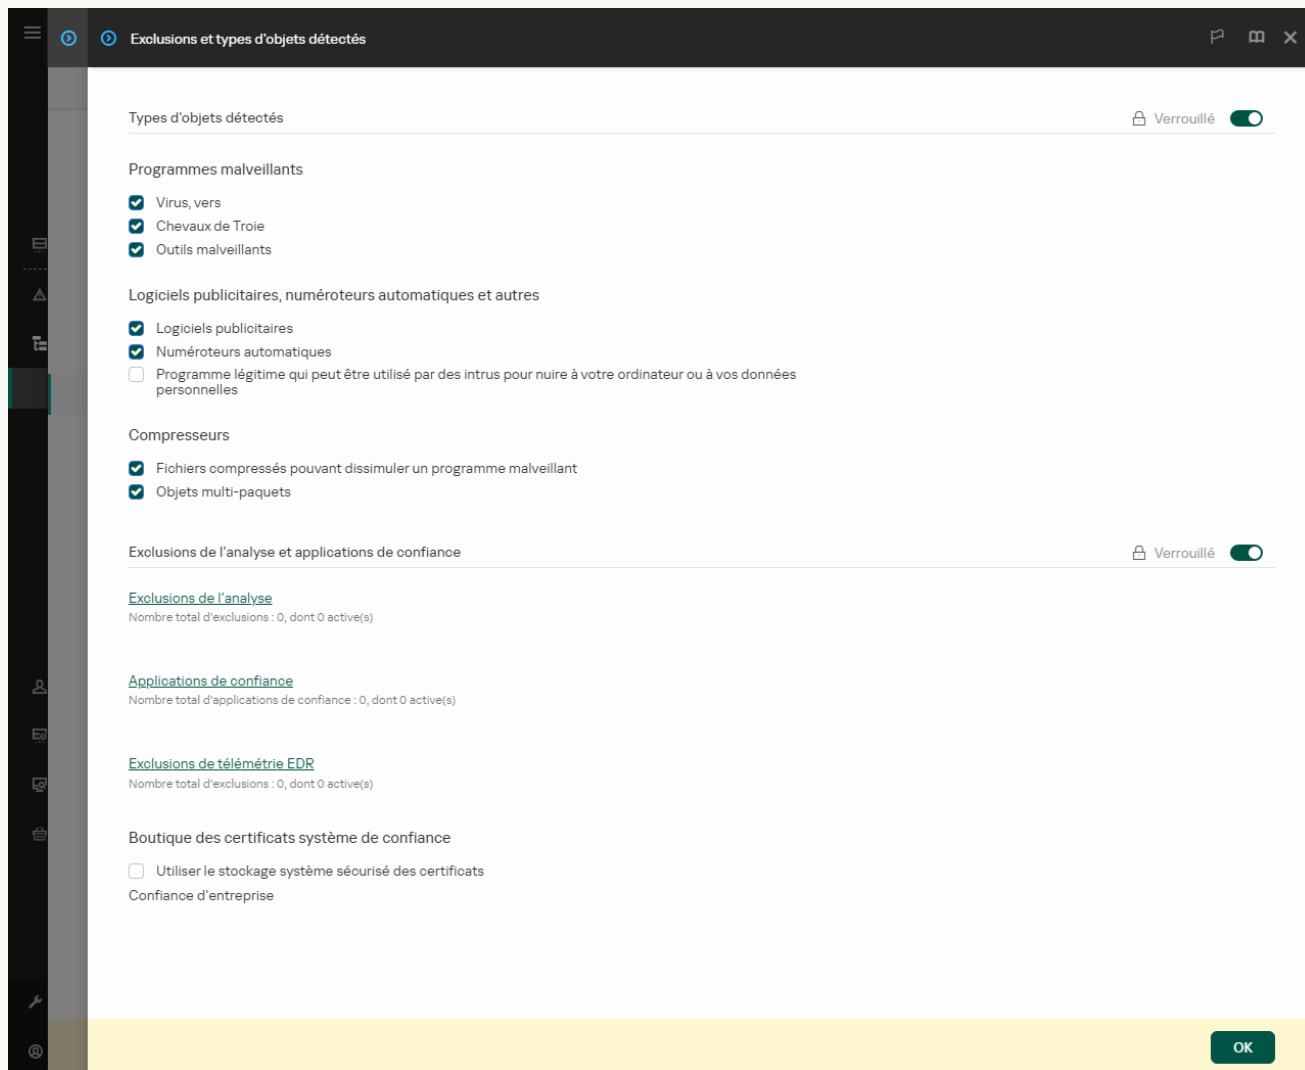 Exclusions et types d'objets détectés
Types d'objets détectés
Verrouillé
Programmes malveillants
Virus, vers
Chevaux de Troie
Outils malveillants
Logiciels publicitaires, numéroteurs automatiques et autres
Logiciels publicitaires
Numéroteurs automatiques
Programme légitime qui peut être utilisé par des intrus pour nuire à votre ordinateur ou à vos données
personnelles
Compresseurs
Fichiers compressés pouvant dissimuler un programme malveillant
Objets multi-paquets
Exclusions de l'analyse et applications de confiance
Verrouillé
Exclusions de l'analyse
Nombre total d'exclusions : 0, dont 0 active(s)
Applications de confiance
Nombre total d'applications de confiance : 0, dont 0 active(s)
Exclusions de télémétrie EDR
Nombre total d'exclusions : 0, dont 0 active(s)
Boutique des certificats système de confiance
Utiliser le stockage système sécurisé des certificats
Confiance d'entreprise
OK